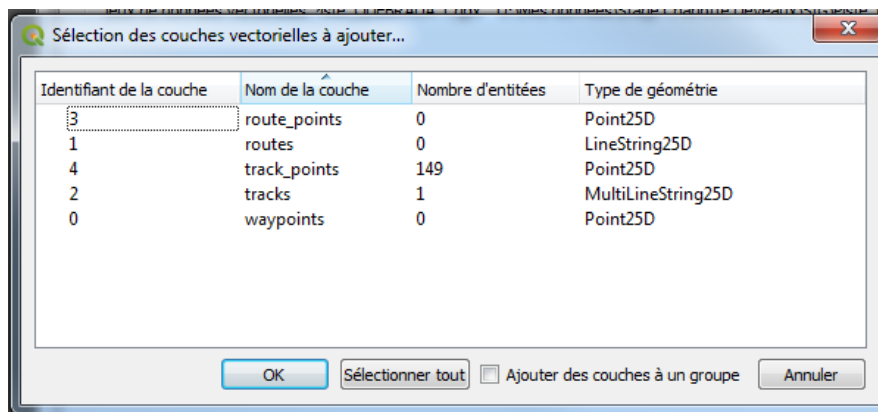 Sélection des couches vectorielles à ajouter...
Identifiant de la couche Nom de la couche Nombre d'entitées Type de géométrie
3 route_points 0 Point25D
1 routes 0 LineString25D
4 track_points 149 Point25D
2 tracks 1 MultiLineString25D
0 waypoints 0 Point25D
OK Sélectionner tout Ajouter des couches à un groupe Annuler